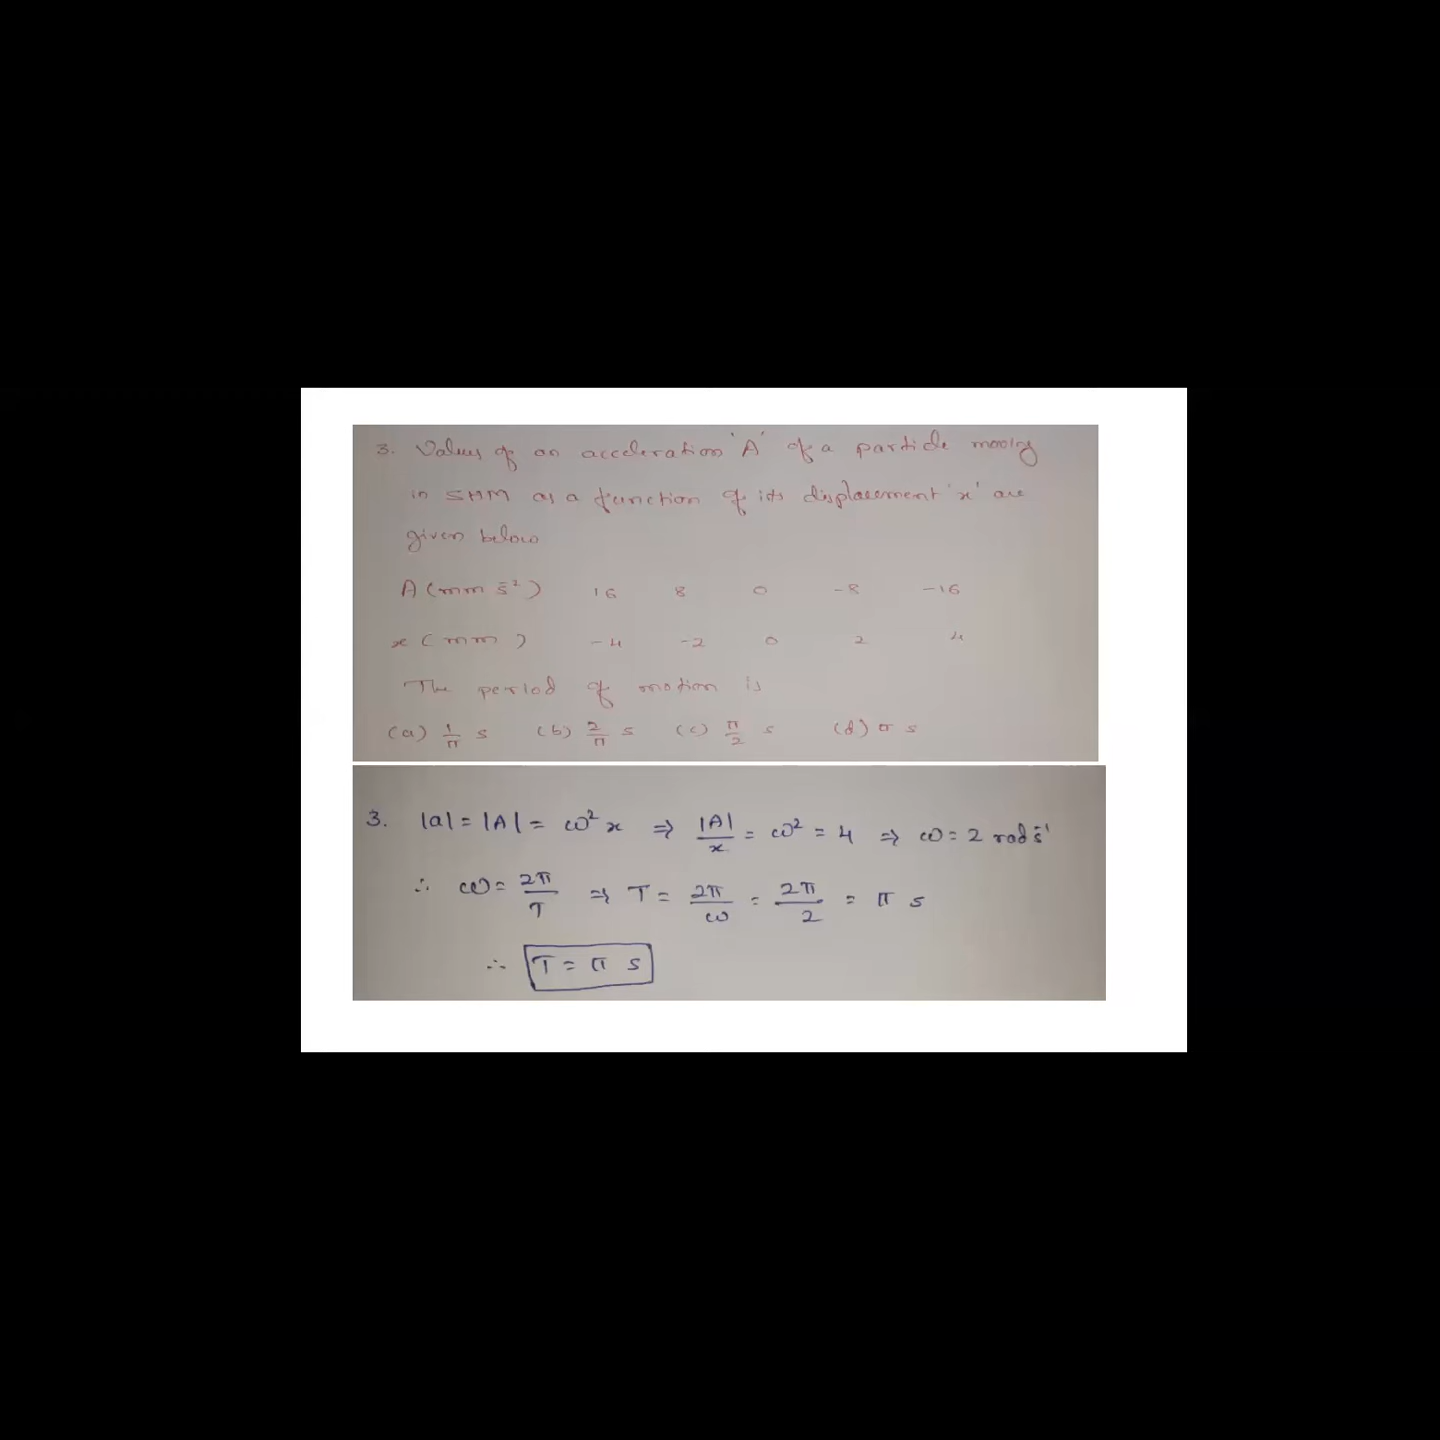 3. Values of an acceleration 'A' of a particle moving
in SHM as a function of its displacement 'x' are
given below
A (mm s⁻²) 16 8 0 -8 -16
x (mm) -4 -2 0 2 4
The period of motion is
(a) 1/π s (b) 2/π s (c) π/2 s (d) π s
3. |a| = |A| = ω² x ⇒ |A|/x = ω² = 4 ⇒ ω = 2 rad s⁻¹
∴ ω = 2π/T ⇒ T = 2π/ω = 2π/2 = π s
∴ T = π s